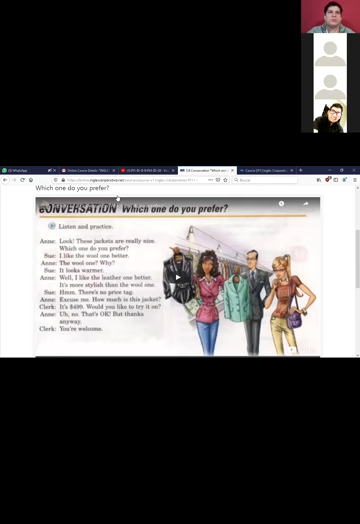 WhatsApp
Which one do you prefer?
CONVERSATION Which one do you prefer?
Listen and practice.
Anne: Look! These jackets are really nice.
Which one do you prefer?
Sue: I like the wool one better.
Anne: The wool one? Why?
Sue: It looks warmer.
Anne: Well, I like the leather one better.
It's more stylish than the wool one.
Sue: Hmm. There's no price tag.
Anne: Excuse me. How much is this jacket?
Clerk: It's $499. Would you like to try it on?
Anne: Uh, no. That's OK! But thanks
anyway.
Clerk: You're welcome.